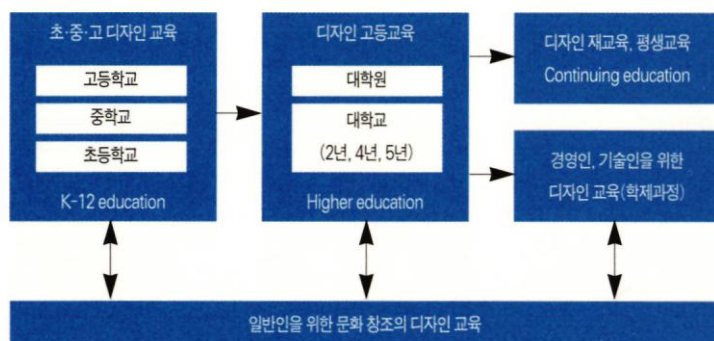 초·중·고 디자인 교육
고등학교
중학교
초등학교
K-12 education
디자인 고등교육
대학원
대학교
(2년, 4년, 5년)
Higher education
디자인 재교육, 평생교육
Continuing education
경영인, 기술인을 위한
디자인 교육(학제과정)
일반인을 위한 문화 창조의 디자인 교육